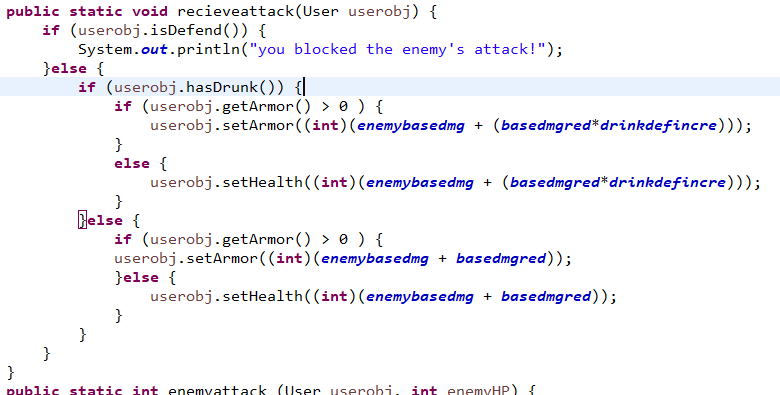 public static void recieveattack(User userobj) {
    if (userobj.isDefend()) {
        System.out.println("you blocked the enemy's attack!");
    }else {
        if (userobj.hasDrunk()) {
            if (userobj.getArmor() > 0 ) {
                userobj.setArmor((int)(enemybasedmg + (basedmgred*drinkdefincre)));
            }
            else {
                userobj.setHealth((int)(enemybasedmg + (basedmgred*drinkdefincre)));
            }
        }else {
            if (userobj.getArmor() > 0 ) {
            userobj.setArmor((int)(enemybasedmg + basedmgred));
            }else {
                userobj.setHealth((int)(enemybasedmg + basedmgred));
            }
        }
    }
}
public static int enemyattack (User userobj, int enemyHP) {